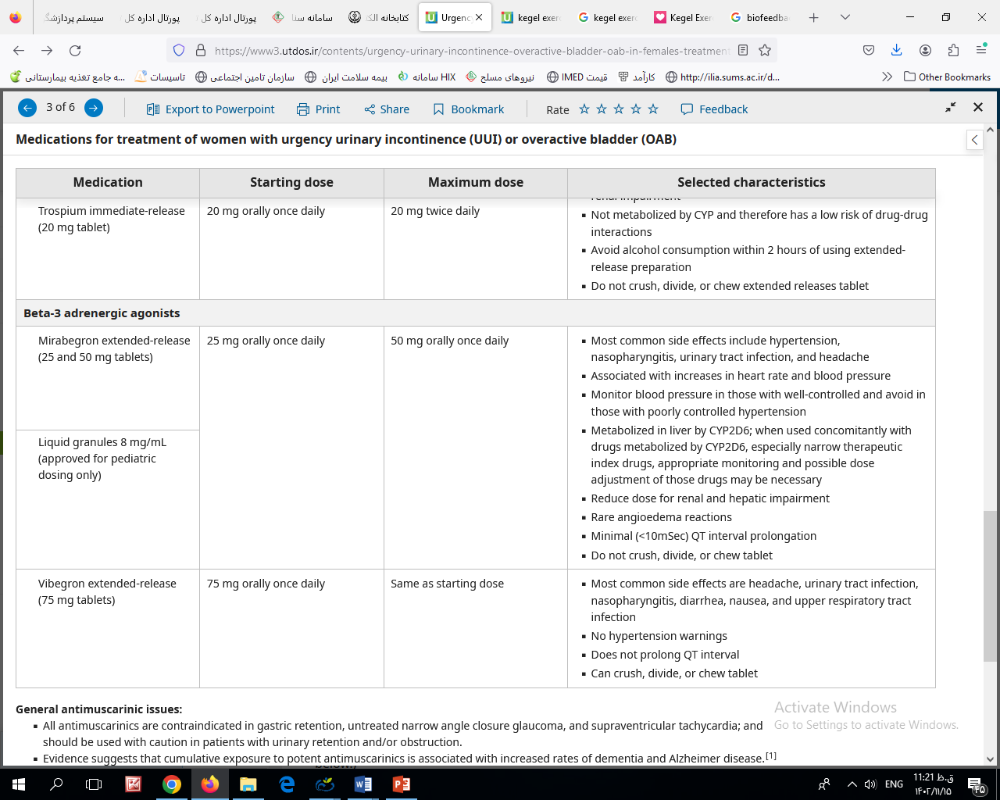 سیستم پردازشگ
پورتال اداره کل
پورتال اداره کل
سامانه سنا
کتابخانه الک
Urgency
kegel exer
kegel exerc
Kegel Exer
biofeedba
https://www3.utdos.ir/contents/urgency-urinary-incontinence-overactive-bladder-oab-in-females-treatment
ه جامع تغذیه بیمارستانی...
تاسیسات
سازمان تامین اجتماعی
بیمه سلامت ایران
سامانه HIX
نیروهای مسلح
قیمت IMED
کارآمد
http://ilia.sums.ac.ir/d...
Other Bookmarks
3 of 6
Export to Powerpoint
Print
Share
Bookmark
Rate
Feedback
Medications for treatment of women with urgency urinary incontinence (UUI) or overactive bladder (OAB)
Medication Starting dose Maximum dose Selected characteristics
renal impairment
Trospium immediate-release
(20 mg tablet)
20 mg orally once daily
20 mg twice daily
▪ Not metabolized by CYP and therefore has a low risk of drug-drug
interactions
▪ Avoid alcohol consumption within 2 hours of using extended-
release preparation
▪ Do not crush, divide, or chew extended releases tablet
Beta-3 adrenergic agonists
Mirabegron extended-release
(25 and 50 mg tablets)
Liquid granules 8 mg/mL
(approved for pediatric
dosing only)
25 mg orally once daily
50 mg orally once daily
▪ Most common side effects include hypertension,
nasopharyngitis, urinary tract infection, and headache
▪ Associated with increases in heart rate and blood pressure
▪ Monitor blood pressure in those with well-controlled and avoid in
those with poorly controlled hypertension
▪ Metabolized in liver by CYP2D6; when used concomitantly with
drugs metabolized by CYP2D6, especially narrow therapeutic
index drugs, appropriate monitoring and possible dose
adjustment of those drugs may be necessary
▪ Reduce dose for renal and hepatic impairment
▪ Rare angioedema reactions
▪ Minimal (<10mSec) QT interval prolongation
▪ Do not crush, divide, or chew tablet
Vibegron extended-release
(75 mg tablets)
75 mg orally once daily
Same as starting dose
▪ Most common side effects are headache, urinary tract infection,
nasopharyngitis, diarrhea, nausea, and upper respiratory tract
infection
▪ No hypertension warnings
▪ Does not prolong QT interval
▪ Can crush, divide, or chew tablet
General antimuscarinic issues:
▪ All antimuscarinics are contraindicated in gastric retention, untreated narrow angle closure glaucoma, and supraventricular tachycardia; and
should be used with caution in patients with urinary retention and/or obstruction.
▪ Evidence suggests that cumulative exposure to potent antimuscarinics is associated with increased rates of dementia and Alzheimer disease.[1]
Activate Windows
Go to Settings to activate Windows.
below.)
ENG
11:21 ق.ظ
۱۴۰۲/۱۱/۱۵
۲۵